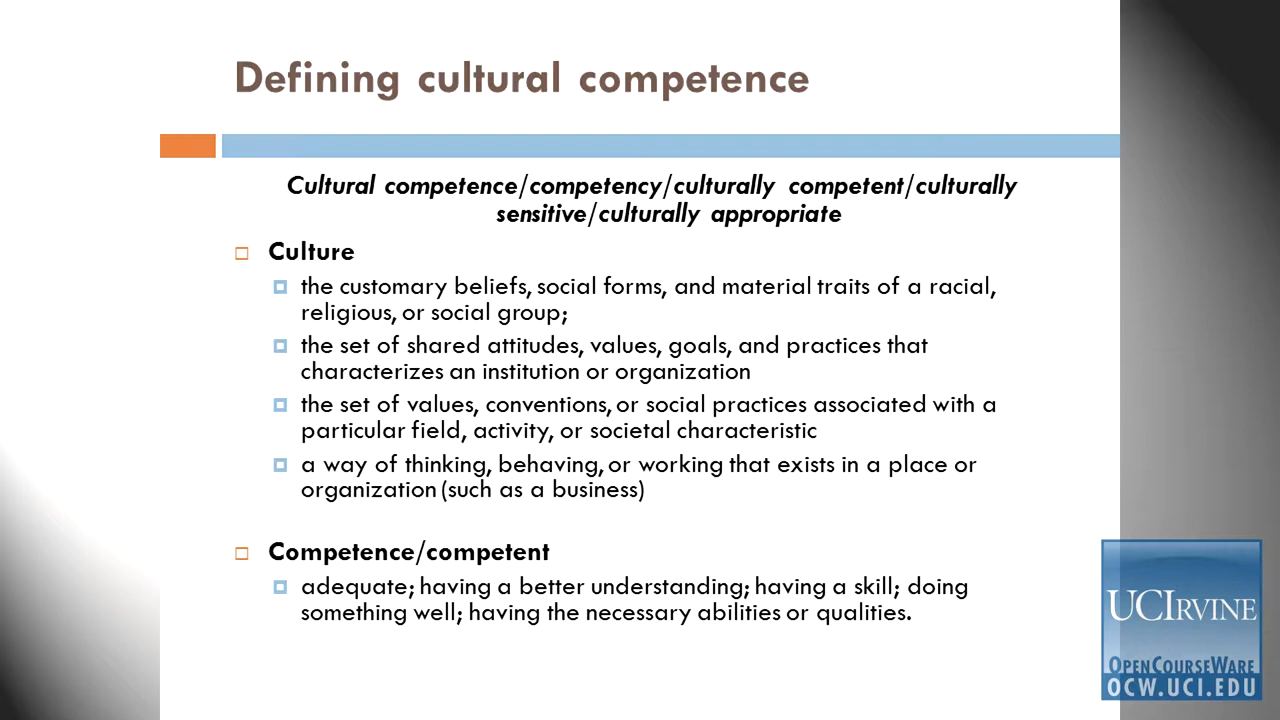 Defining cultural competence
Cultural competence/competency/culturally competent/culturally
sensitive/culturally appropriate
Culture
the customary beliefs, social forms, and material traits of a racial,
religious, or social group;
the set of shared attitudes, values, goals, and practices that
characterizes an institution or organization
the set of values, conventions, or social practices associated with a
particular field, activity, or societal characteristic
a way of thinking, behaving, or working that exists in a place or
organization (such as a business)
Competence/competent
adequate; having a better understanding; having a skill; doing
something well; having the necessary abilities or qualities.
UCIRVINE
OPENCOURSEWARE
OCW.UCI.EDU